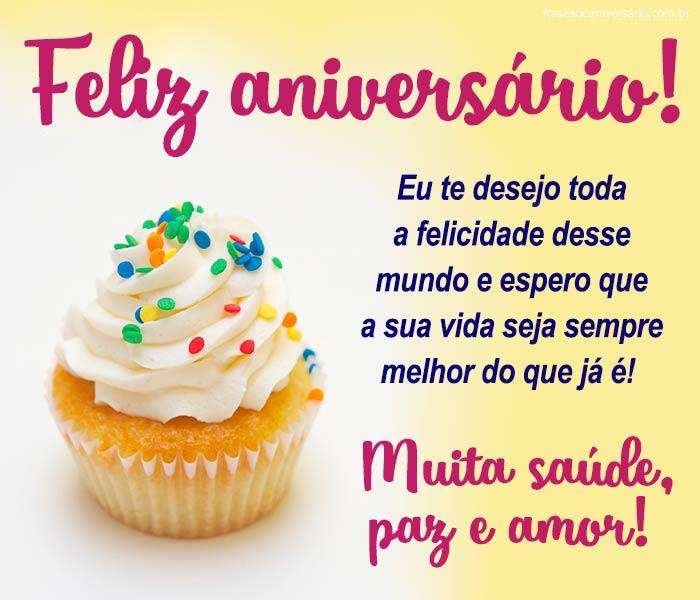 frasesdeaniversario.com.br
Feliz aniversário!
Eu te desejo toda
a felicidade desse
mundo e espero que
a sua vida seja sempre
melhor do que já é!
Muita saúde,
paz e amor!